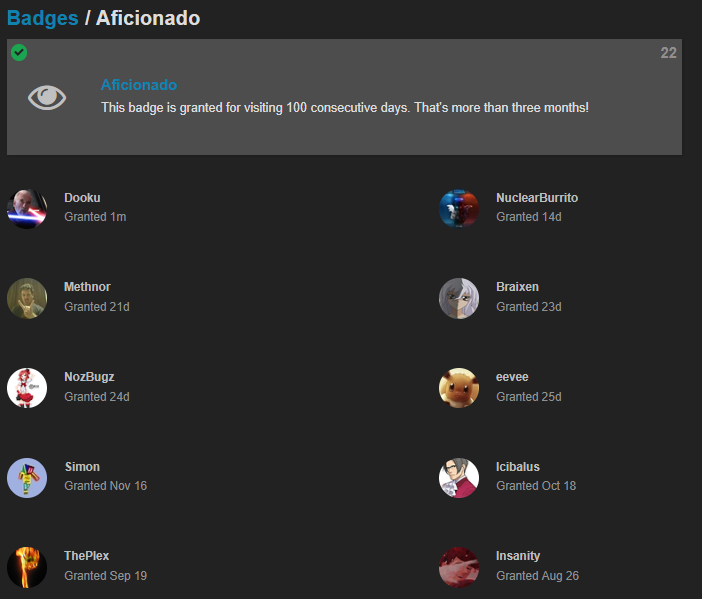 Badges / Aficionado
22
Aficionado
This badge is granted for visiting 100 consecutive days. That's more than three months!
Dooku
Granted 1m
NuclearBurrito
Granted 14d
Methnor
Granted 21d
Braixen
Granted 23d
NozBugz
Granted 24d
eevee
Granted 25d
Simon
Granted Nov 16
Icibalus
Granted Oct 18
ThePlex
Granted Sep 19
Insanity
Granted Aug 26